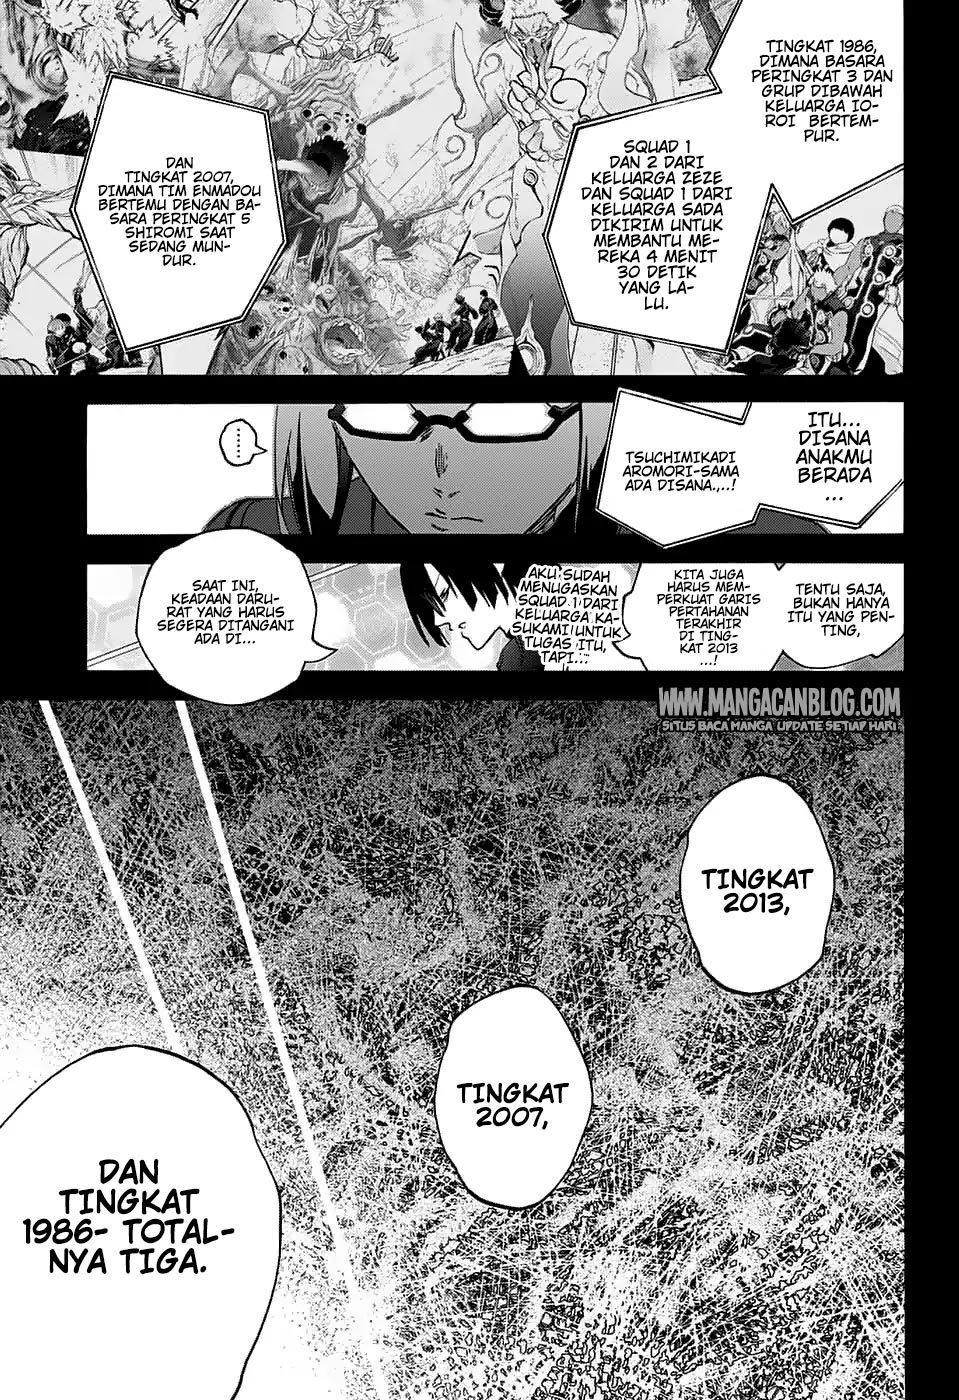 TINGKAT 1986,
DIMANA BASARA
PERINGKAT 3 DAN
GRUP DIBAWAH
KELUARGA IO-
ROI BERTEM-
PUR.
SQUAD 1
DAN 2 DARI
KELUARGA ZEZE
DAN SQUAD 1 DARI
KELUARGA SADA
DIKIRIM UNTUK
MEMBANTU ME-
REKA 4 MENIT
30 DETIK
YANG LA-
LU.
DAN
TINGKAT 2007,
DIMANA TIM ENMADOU
BERTEMU DENGAN BA-
SARA PERINGKAT 5
SHIROMI SAAT
SEDANG MUN-
DUR.
ITU...
DISANA
ANAKMU
BERADA
...
TSUCHIMIKADI
AROMORI-SAMA
ADA DISANA.,..!
......
TENTU SAJA,
BUKAN HANYA
ITU YANG PEN-
TING,
KITA JUGA
HARUS MEM-
PERKUAT GARIS
PERTAHANAN
TERAKHIR
DI TING-
KAT 2013
...!
AKU SUDAH
MENUGASKAN
SQUAD 1 DARI
KELUARGA KA-
SUKAMI UNTUK
TUGAS ITU,
TAPI...
SAAT INI,
KEADAAN DARU-
RAT YANG HARUS
SEGERA DITANGANI
ADA DI...
WWW.MANGACANBLOG.COM
SITUS BACA MANGA UPDATE SETIAP HARI
TINGKAT
2013,
TINGKAT
2007,
DAN
TINGKAT
1986- TOTAL-
NYA TIGA.